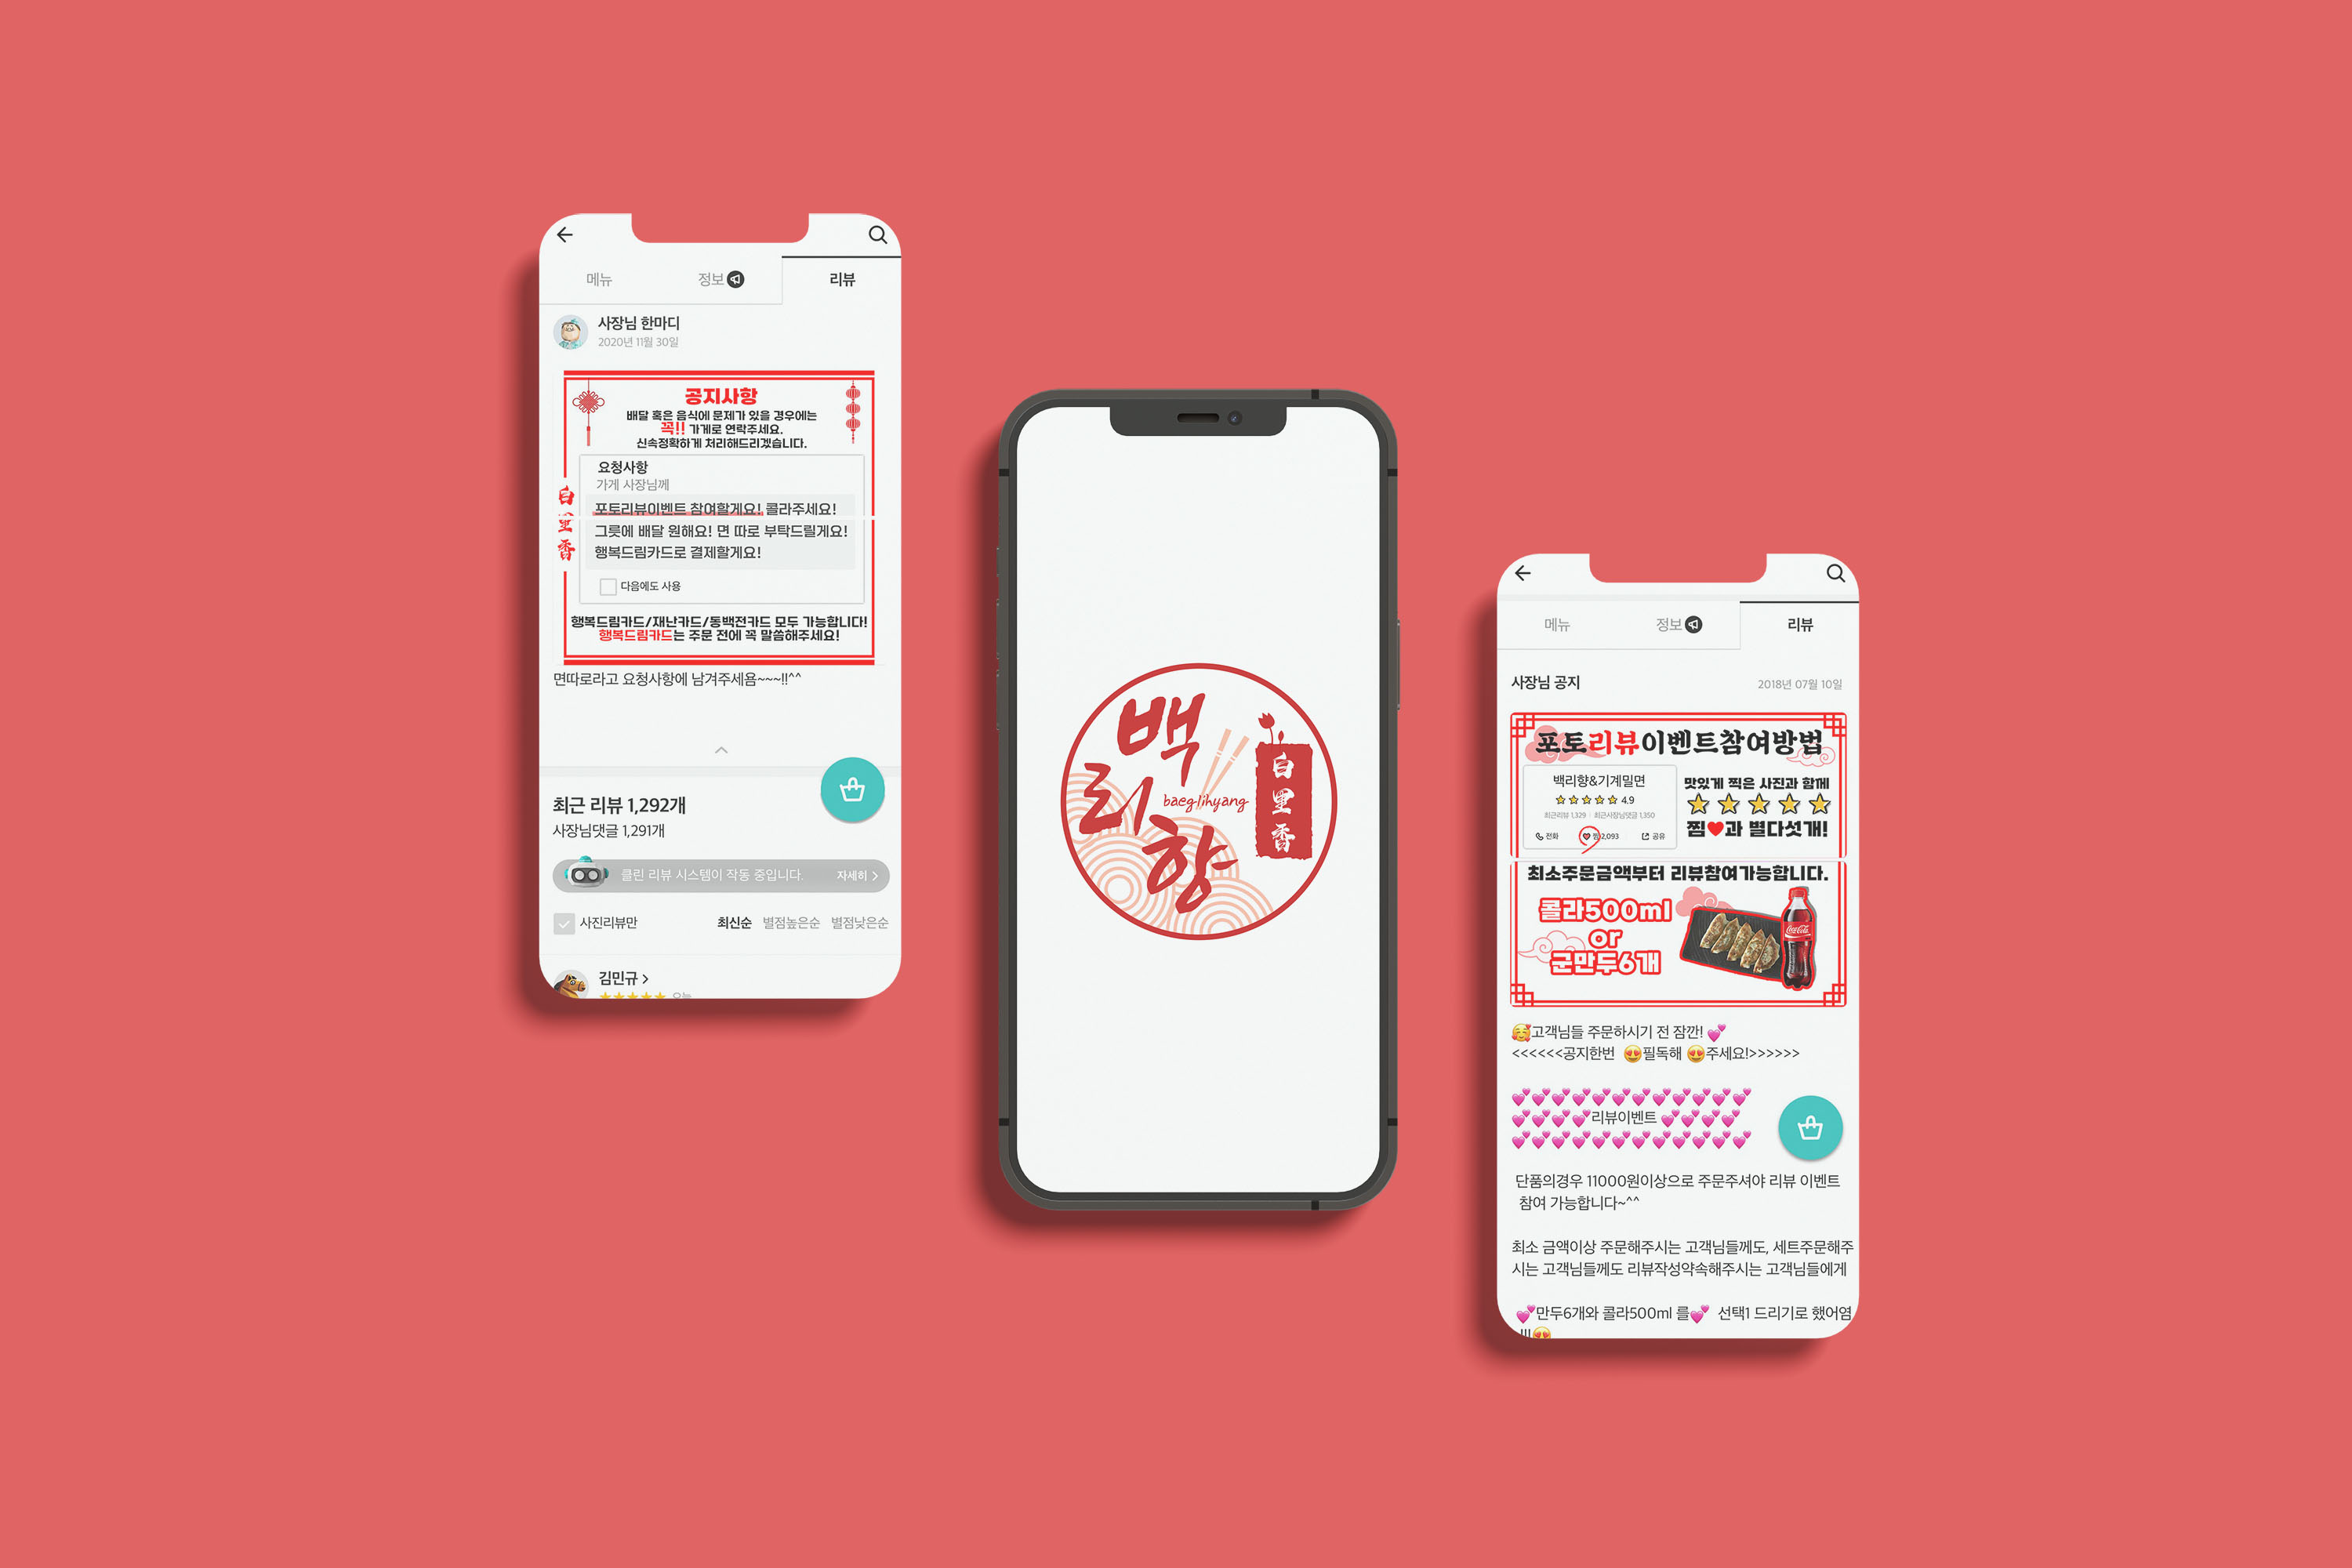 메뉴
정보
리뷰
사장님 한마디
2020년 11월 30일
공지사항
배달 혹은 음식에 문제가 있을 경우에는
꼭!! 가게로 연락주세요.
신속정확하게 처리해드리겠습니다.
白里香
요청사항
가게 사장님께
포토리뷰이벤트 참여할게요! 콜라주세요!
그릇에 배달 원해요! 면 따로 부탁드릴게요!
행복드림카드로 결제할게요!
다음에도 사용
행복드림카드/재난카드/동백전카드 모두 가능합니다!
행복드림카드는 주문 전에 꼭 말씀해주세요!
면따로라고 요청사항에 남겨주세욤~~~!!^^
최근 리뷰 1,292개
사장님댓글 1,291개
클린 리뷰 시스템이 작동 중입니다.
자세히 >
사진리뷰만
최신순 별점높은순 별점낮은순
김민규 >
오늘
백리향
baeg-lihyang
白里香
메뉴
정보
리뷰
사장님 공지
2018년 07월 10일
포토리뷰이벤트참여방법
백리향&기계밀면
4.9
최근리뷰 1,329 | 최근사장님댓글 1,350
전화
찜 2,093
공유
맛있게 찍은 사진과 함께
찜♥과 별다섯개!
최소주문금액부터 리뷰참여가능합니다.
콜라500ml
or
군만두6개
Coca-Cola
🥰고객님들 주문하시기 전 잠깐! 💕
<<<<<<공지한번 😍필독해 😍주세요!>>>>>>
💕💕💕💕💕💕💕💕💕💕💕💕
💕💕💕💕리뷰이벤트 💕💕💕💕
💕💕💕💕💕💕💕💕💕💕💕💕
단품의경우 11000원이상으로 주문주셔야 리뷰 이벤트
참여 가능합니다~^^
최소 금액이상 주문해주시는 고객님들께도, 세트주문해주
시는 고객님들께도 리뷰작성약속해주시는 고객님들에게
💕만두6개와 콜라500ml 를💕 선택1 드리기로 했어염
!!!😍